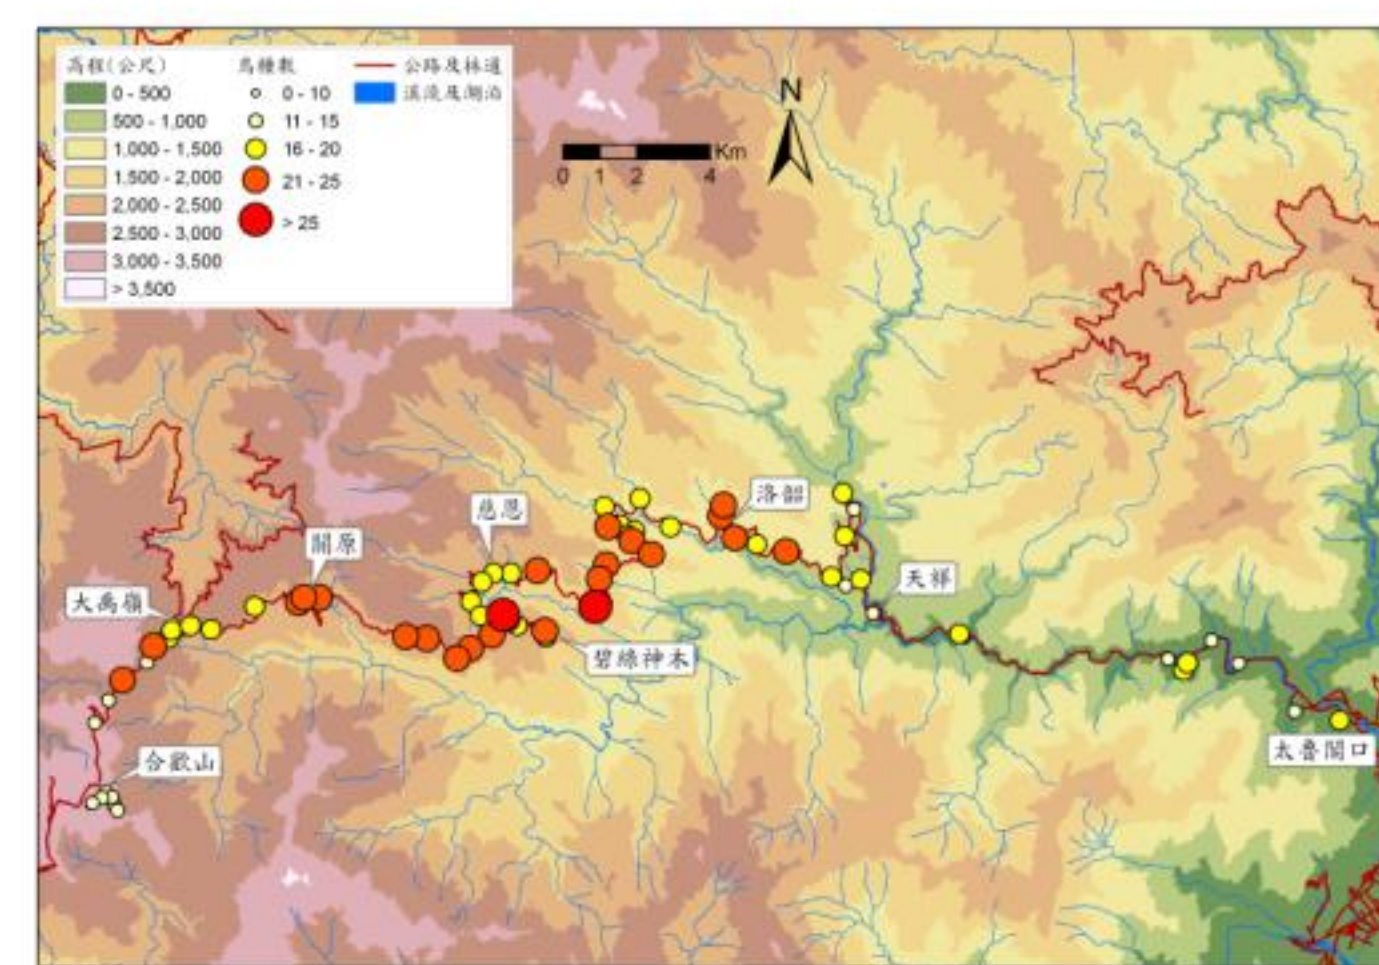 高程(公尺)
0 - 500
500 - 1,000
1,000 - 1,500
1,500 - 2,000
2,000 - 2,500
2,500 - 3,000
3,000 - 3,500
> 3,500
鳥種數
0 - 10
11 - 15
16 - 20
21 - 25
> 25
公路及林道
溪流及湖泊
N
Km
0 1 2 4
洛韶
慈恩
關原
天祥
大禹嶺
碧綠神木
太魯閣口
合歡山